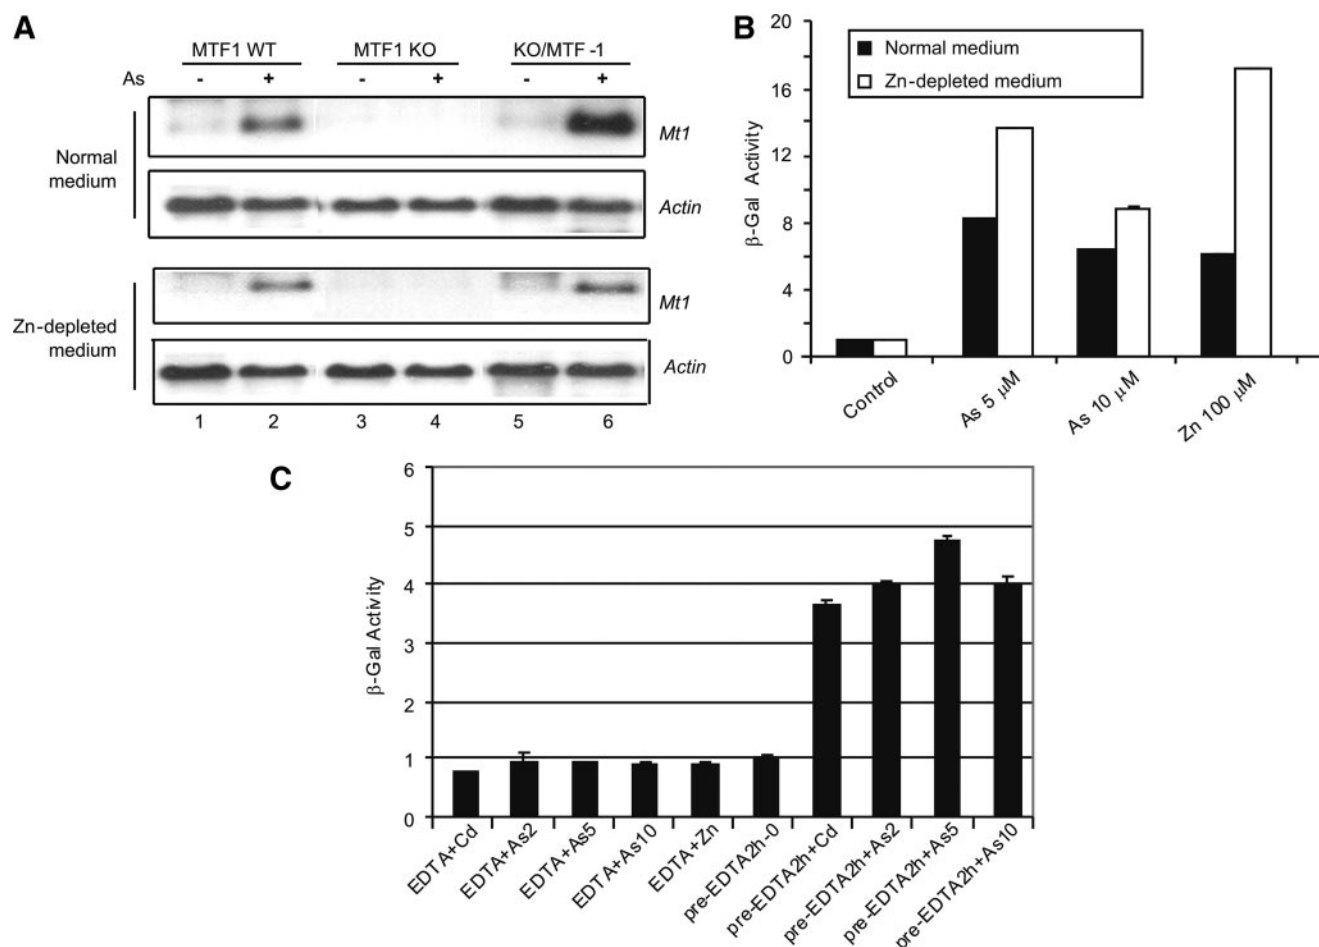 A
MTF1 WT MTF1 KO KO/MTF -1
As - + - + - +
Mt1
Normal
medium
Actin
Mt1
Zn-depleted
medium
Actin
1 2 3 4 5 6
B
20
16
12
8
4
0
β-Gal Activity
Normal medium
Zn-depleted medium
Control
As 5 μM
As 10 μM
Zn 100 μM
C
6
5
4
3
2
1
0
β-Gal Activity
EDTA+Cd
EDTA+As2
EDTA+As5
EDTA+As10
EDTA+Zn
pre-EDTA2h-0
pre-EDTA2h+Cd
pre-EDTA2h+As2
pre-EDTA2h+As5
pre-EDTA2h+As10